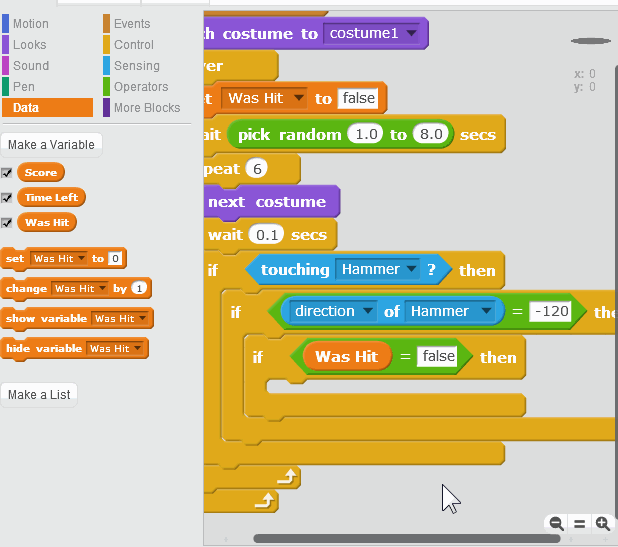 Motion Events
Looks Control
Sound Sensing
Pen Operators
Data More Blocks
Make a Variable
Score
Time Left
Was Hit
set Was Hit to 0
change Was Hit by 1
show variable Was Hit
hide variable Was Hit
Make a List
ch costume to costume1
ver
t Was Hit to false
ait pick random 1.0 to 8.0 secs
peat 6
next costume
wait 0.1 secs
if touching Hammer ? then
if direction of Hammer = -120 the
if Was Hit = false then
x: 0
y: 0